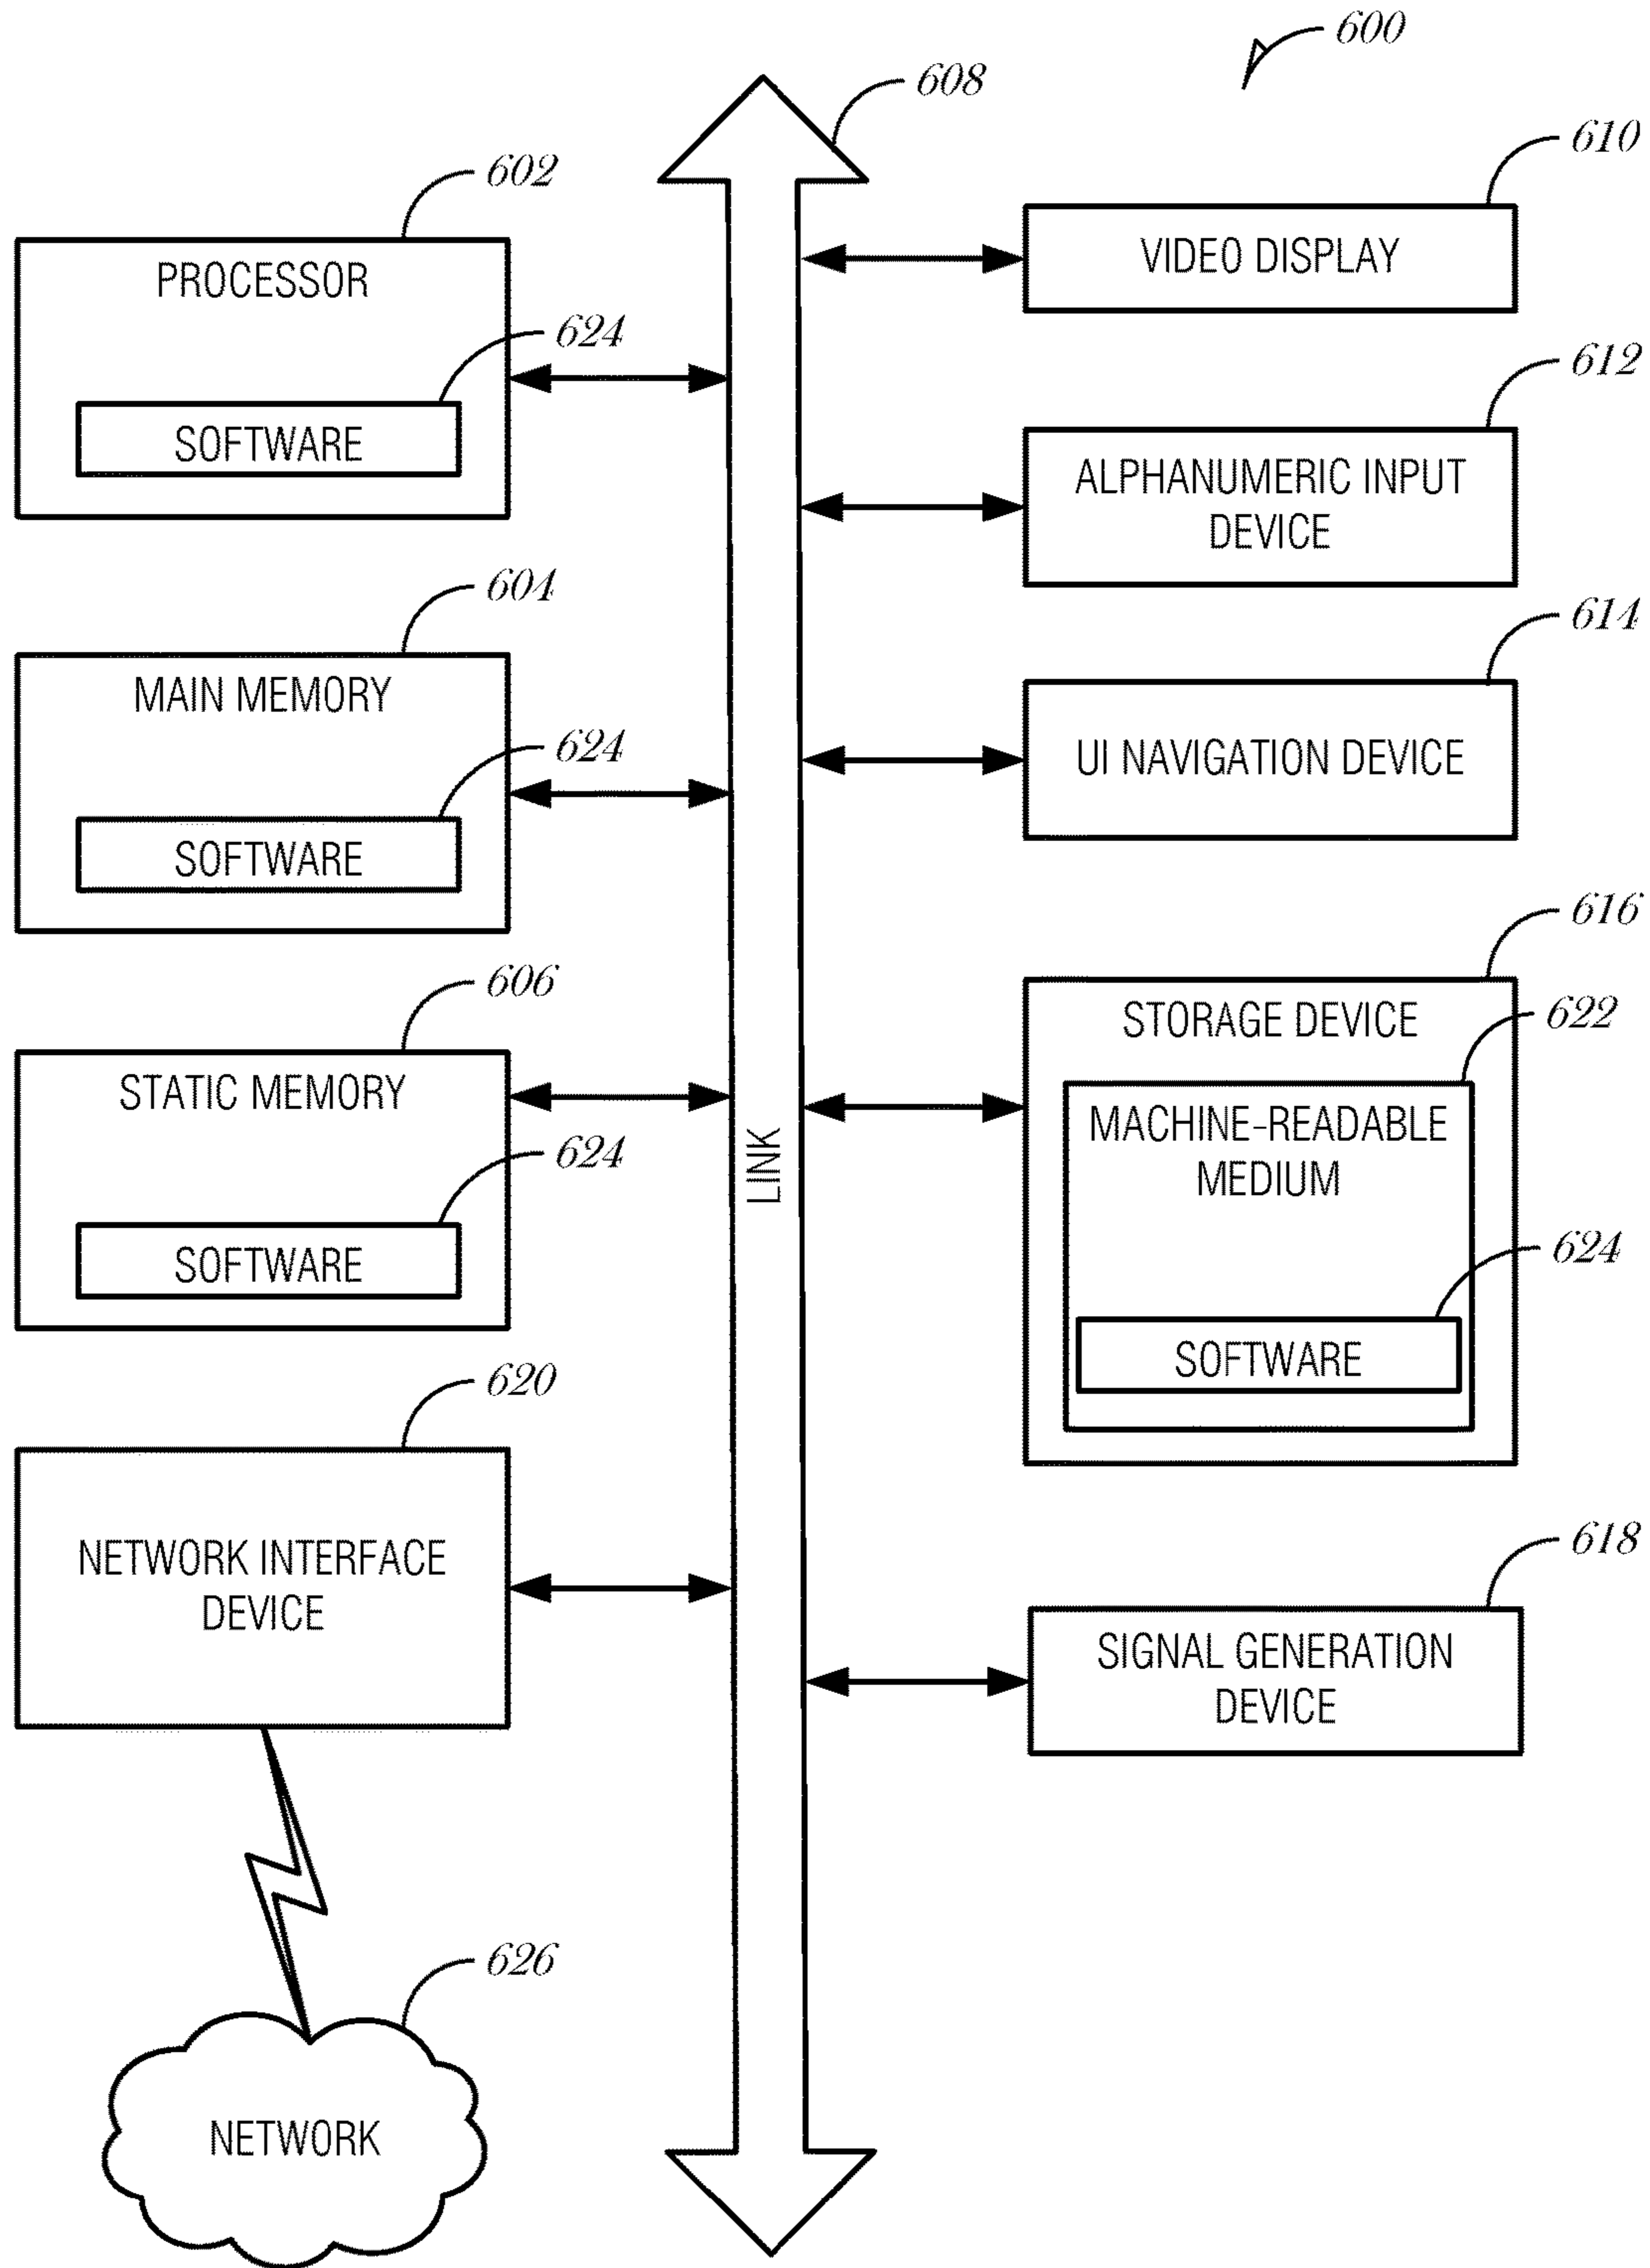 600
608
602
PROCESSOR
624
SOFTWARE
604
MAIN MEMORY
624
SOFTWARE
606
STATIC MEMORY
624
SOFTWARE
620
NETWORK INTERFACE
DEVICE
626
NETWORK
LINK
610
VIDEO DISPLAY
612
ALPHANUMERIC INPUT
DEVICE
614
UI NAVIGATION DEVICE
616
STORAGE DEVICE
622
MACHINE-READABLE
MEDIUM
624
SOFTWARE
618
SIGNAL GENERATION
DEVICE